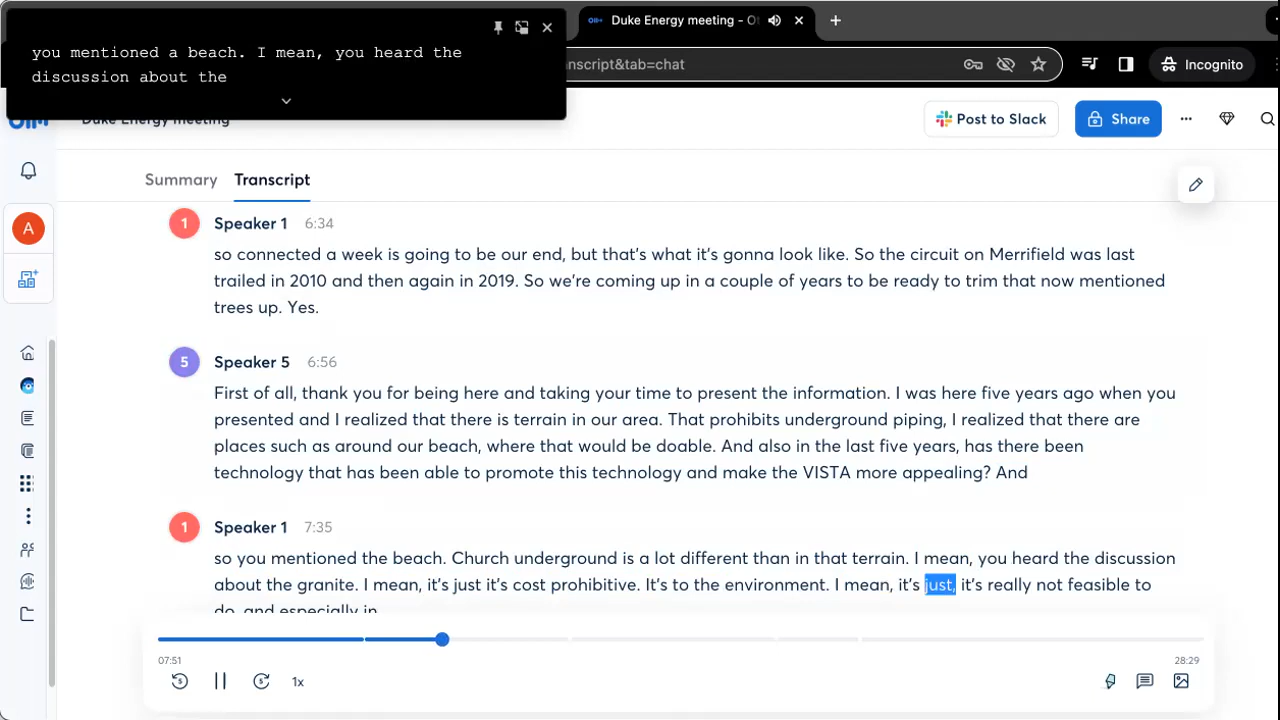 you mentioned a beach. I mean, you heard the
discussion about the
Duke Energy meeting - O
nscript&tab=chat
Incognito
Duke Energy meeting
Post to Slack
Share
Summary
Transcript
A
1
Speaker 1 6:34
so connected a week is going to be our end, but that's what it's gonna look like. So the circuit on Merrifield was last
trailed in 2010 and then again in 2019. So we're coming up in a couple of years to be ready to trim that now mentioned
trees up. Yes.
5
Speaker 5 6:56
First of all, thank you for being here and taking your time to present the information. I was here five years ago when you
presented and I realized that there is terrain in our area. That prohibits underground piping, I realized that there are
places such as around our beach, where that would be doable. And also in the last five years, has there been
technology that has been able to promote this technology and make the VISTA more appealing? And
1
Speaker 1 7:35
so you mentioned the beach. Church underground is a lot different than in that terrain. I mean, you heard the discussion
about the granite. I mean, it's just it's cost prohibitive. It's to the environment. I mean, it's just, it's really not feasible to
do, and especially in
07:51
28:29
5
5
1x